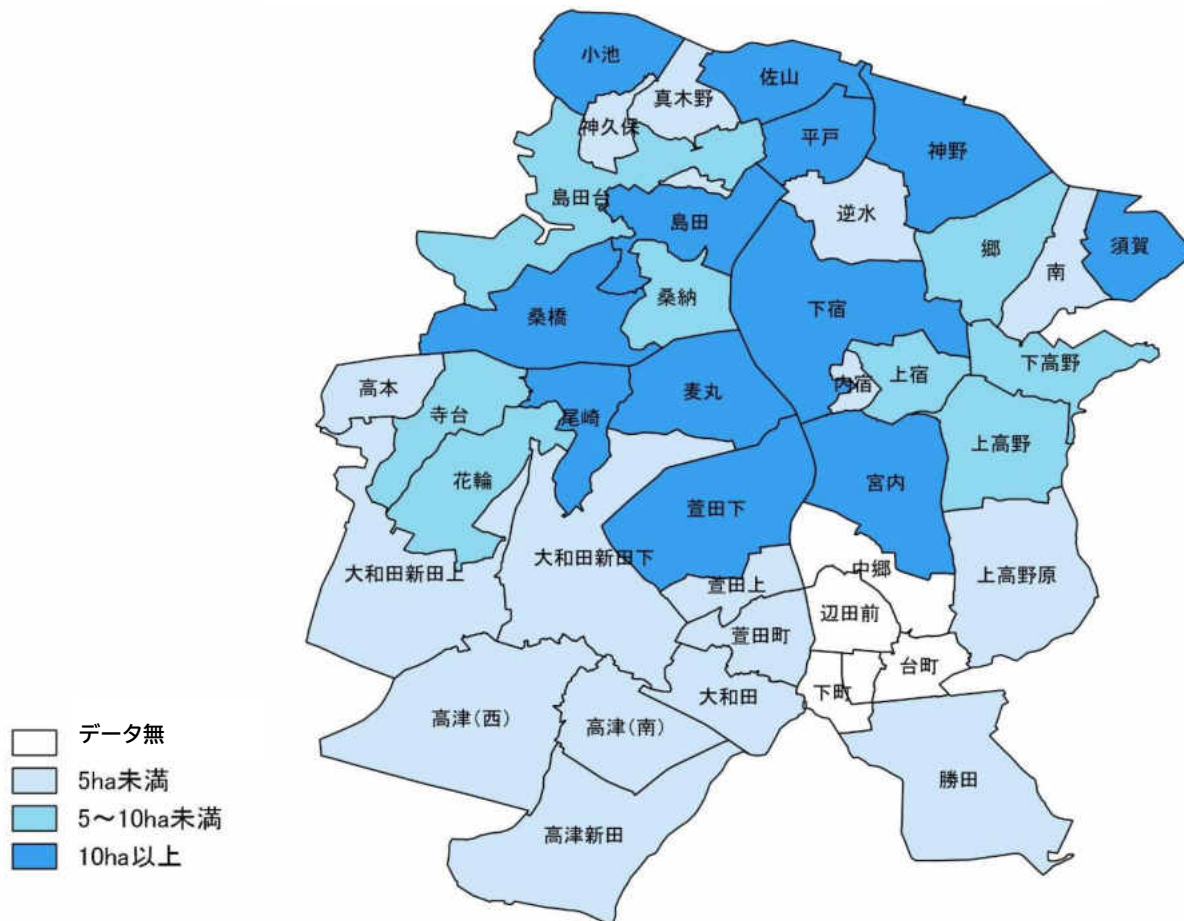 小池
佐山
真木野
神久保
平戸
神野
島田台
島田
逆水
郷
南
須賀
桑納
桑橋
下宿
下高野
高本
寺台
尾崎
麦丸
内宿
上宿
上高野
花輪
萱田下
宮内
大和田新田上
大和田新田下
萱田上
中郷
上高野原
辺田前
萱田町
台町
大和田
下町
高津(西)
高津(南)
勝田
高津新田
データ無
5ha未満
5～10ha未満
10ha以上